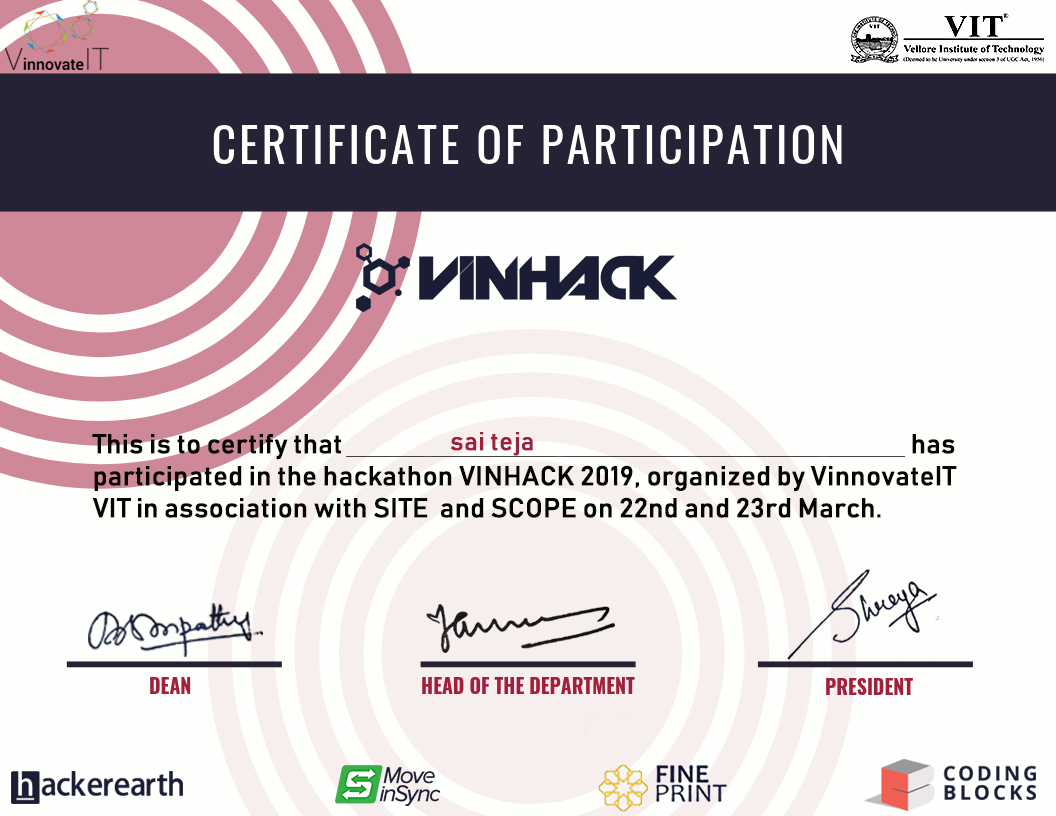 VinnovateIT
VIT®
Vellore Institute of Technology
(Deemed to be University under section 3 of UGC Act, 1956)
CERTIFICATE OF PARTICIPATION
VINHACK
This is to certify that sai teja has
participated in the hackathon VINHACK 2019, organized by VinnovateIT
VIT in association with SITE and SCOPE on 22nd and 23rd March.
Shreya
DEAN
HEAD OF THE DEPARTMENT
PRESIDENT
hackerearth
Move
inSync
FINE
PRINT
CODING
BLOCKS